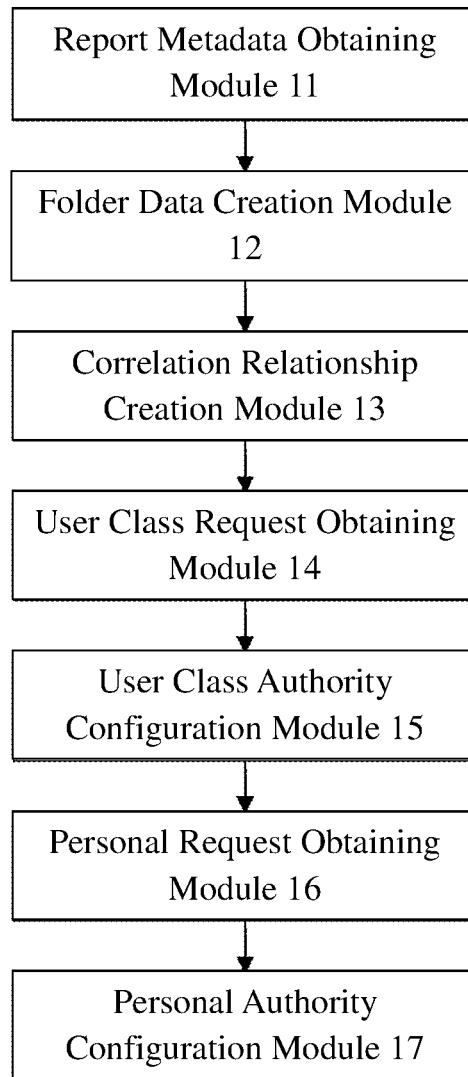 Report Metadata Obtaining
Module 11
Folder Data Creation Module
12
Correlation Relationship
Creation Module 13
User Class Request Obtaining
Module 14
User Class Authority
Configuration Module 15
Personal Request Obtaining
Module 16
Personal Authority
Configuration Module 17